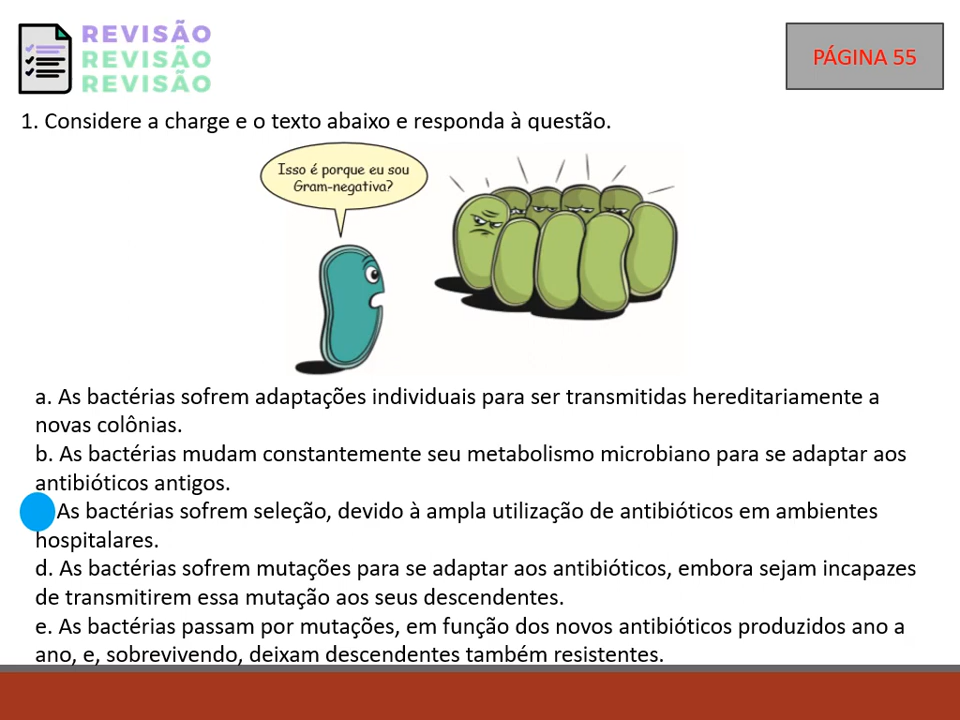 REVISÃO
REVISÃO
REVISÃO
PÁGINA 55
1. Considere a charge e o texto abaixo e responda à questão.
Isso é porque eu sou
Gram-negativa?
a. As bactérias sofrem adaptações individuais para ser transmitidas hereditariamente a
novas colônias.
b. As bactérias mudam constantemente seu metabolismo microbiano para se adaptar aos
antibióticos antigos.
As bactérias sofrem seleção, devido à ampla utilização de antibióticos em ambientes
hospitalares.
d. As bactérias sofrem mutações para se adaptar aos antibióticos, embora sejam incapazes
de transmitirem essa mutação aos seus descendentes.
e. As bactérias passam por mutações, em função dos novos antibióticos produzidos ano a
ano, e, sobrevivendo, deixam descendentes também resistentes.